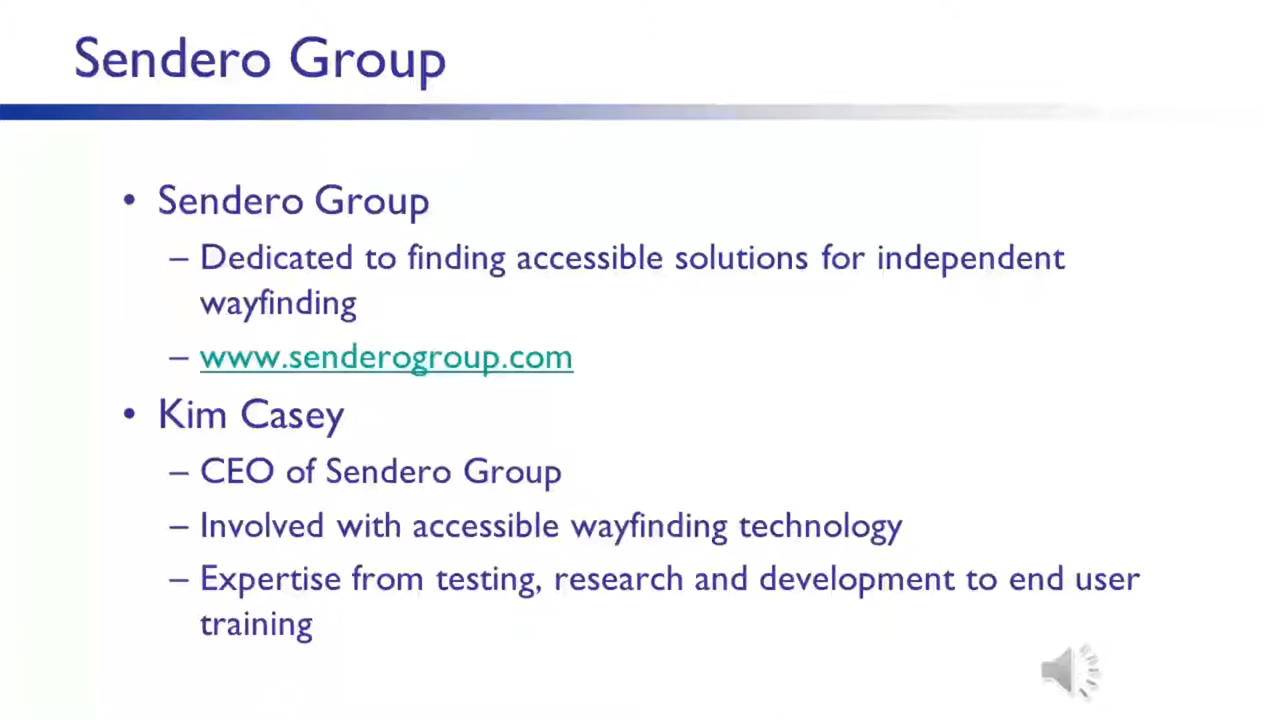 Sendero Group
• Sendero Group
– Dedicated to finding accessible solutions for independent
wayfinding
– www.senderogroup.com
• Kim Casey
– CEO of Sendero Group
– Involved with accessible wayfinding technology
– Expertise from testing, research and development to end user
training